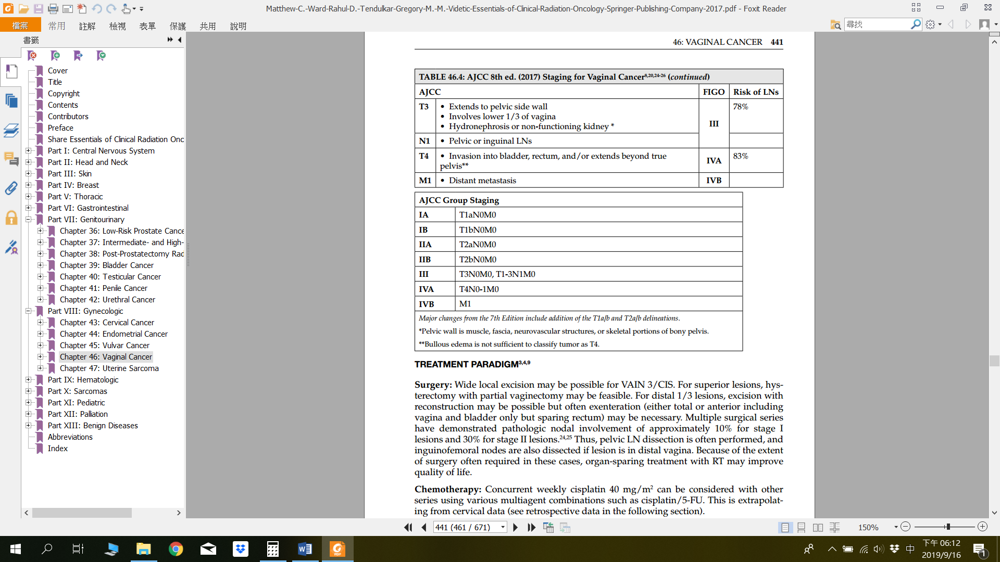 Matthew-C.-Ward-Rahul-D.-Tendulkar-Gregory-M.-M.-Videtic-Essentials-of-Clinical-Radiation-Oncology-Springer-Publishing-Company-2017.pdf - Foxit Reader
檔案 常用 註解 檢視 表單 保護 共用 說明
尋找
書籤
Cover
Title
Copyright
Contents
Contributors
Preface
Share Essentials of Clinical Radiation Onc
Part I: Central Nervous System
Part II: Head and Neck
Part III: Skin
Part IV: Breast
Part V: Thoracic
Part VI: Gastrointestinal
Part VII: Genitourinary
Chapter 36: Low-Risk Prostate Cance
Chapter 37: Intermediate- and High-
Chapter 38: Post-Prostatectomy Rad
Chapter 39: Bladder Cancer
Chapter 40: Testicular Cancer
Chapter 41: Penile Cancer
Chapter 42: Urethral Cancer
Part VIII: Gynecologic
Chapter 43: Cervical Cancer
Chapter 44: Endometrial Cancer
Chapter 45: Vulvar Cancer
Chapter 46: Vaginal Cancer
Chapter 47: Uterine Sarcoma
Part IX: Hematologic
Part X: Sarcomas
Part XI: Pediatric
Part XII: Palliation
Part XIII: Benign Diseases
Abbreviations
Index
46: VAGINAL CANCER 441
TABLE 46.4: AJCC 8th ed. (2017) Staging for Vaginal Cancer8,20,24-26 (continued)
AJCC FIGO Risk of LNs
T3 • Extends to pelvic side wall 78%
• Involves lower 1/3 of vagina
• Hydronephrosis or non-functioning kidney *
III
N1 • Pelvic or inguinal LNs
T4 • Invasion into bladder, rectum, and/or extends beyond true 83%
pelvis** IVA
M1 • Distant metastasis IVB
AJCC Group Staging
IA T1aN0M0
IB T1bN0M0
IIA T2aN0M0
IIB T2bN0M0
III T3N0M0, T1-3N1M0
IVA T4N0-1M0
IVB M1
Major changes from the 7th Edition include addition of the T1a/b and T2a/b delineations.
*Pelvic wall is muscle, fascia, neurovascular structures, or skeletal portions of bony pelvis.
**Bullous edema is not sufficient to classify tumor as T4.
TREATMENT PARADIGM3,4,9
Surgery: Wide local excision may be possible for VAIN 3/CIS. For superior lesions, hys-
terectomy with partial vaginectomy may be feasible. For distal 1/3 lesions, excision with
reconstruction may be possible but often exenteration (either total or anterior including
vagina and bladder only but sparing rectum) may be necessary. Multiple surgical series
have demonstrated pathologic nodal involvement of approximately 10% for stage I
lesions and 30% for stage II lesions.24,25 Thus, pelvic LN dissection is often performed, and
inguinofemoral nodes are also dissected if lesion is in distal vagina. Because of the extent
of surgery often required in these cases, organ-sparing treatment with RT may improve
quality of life.
Chemotherapy: Concurrent weekly cisplatin 40 mg/m2 can be considered with other
series using various multiagent combinations such as cisplatin/5-FU. This is extrapolat-
ing from cervical data (see retrospective data in the following section).
441 (461 / 671)
150%
中
下午 06:12
2019/9/16
1